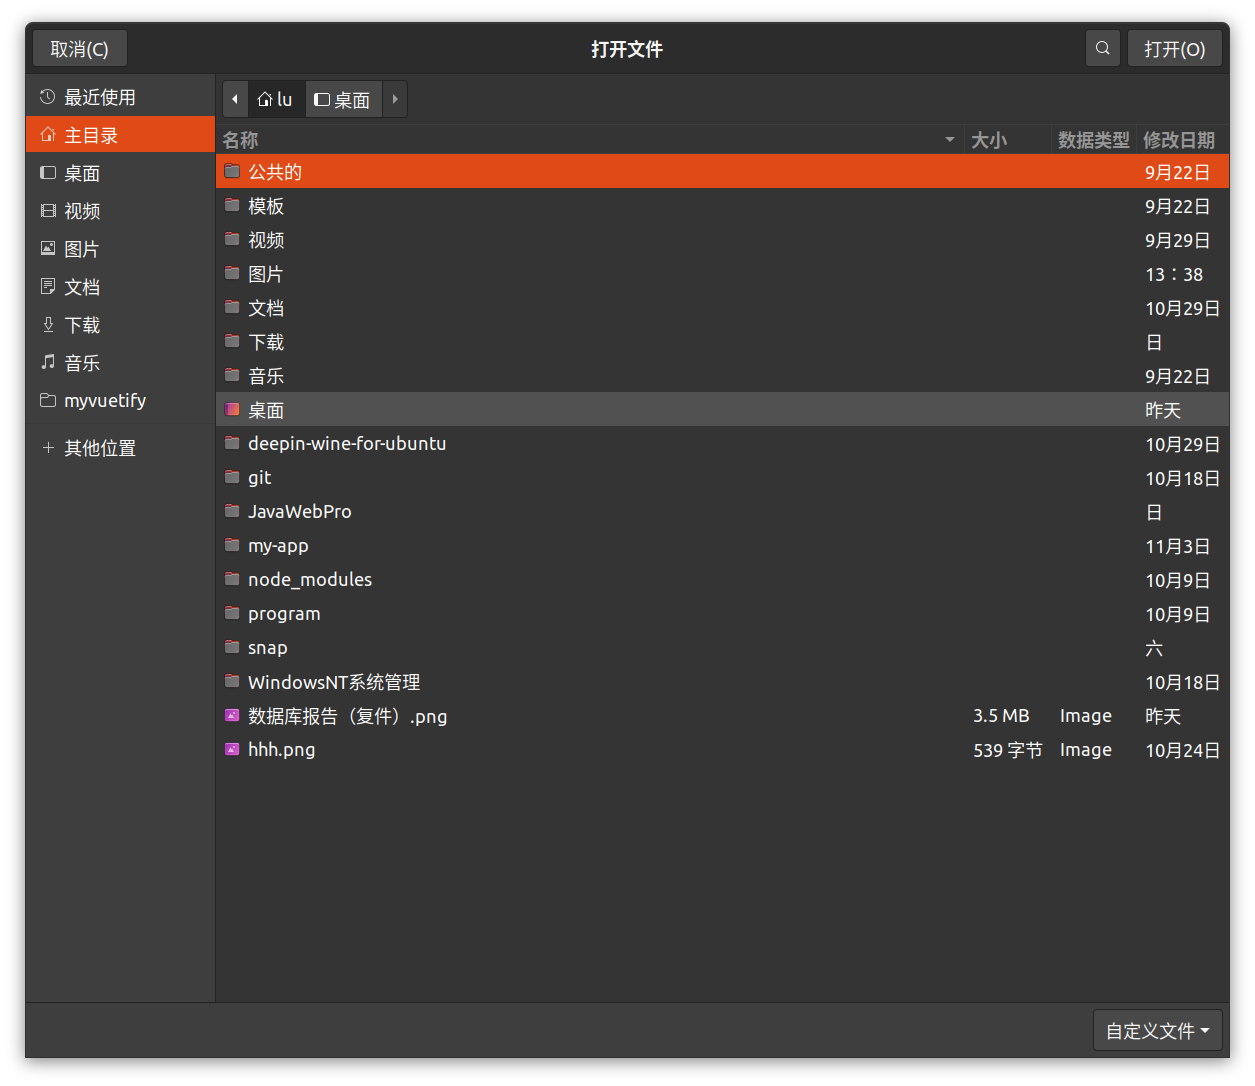 取消(C) 打开文件 打开(O)
最近使用
主目录
桌面
视频
图片
文档
下载
音乐
myvuetify
其他位置
lu 桌面
名称 大小 数据类型 修改日期
公共的 9月22日
模板 9月22日
视频 9月29日
图片 13：38
文档 10月29日
下载 日
音乐 9月22日
桌面 昨天
deepin-wine-for-ubuntu 10月29日
git 10月18日
JavaWebPro 日
my-app 11月3日
node_modules 10月9日
program 10月9日
snap 六
WindowsNT系统管理 10月18日
数据库报告（复件）.png 3.5 MB Image 昨天
hhh.png 539 字节 Image 10月24日
自定义文件